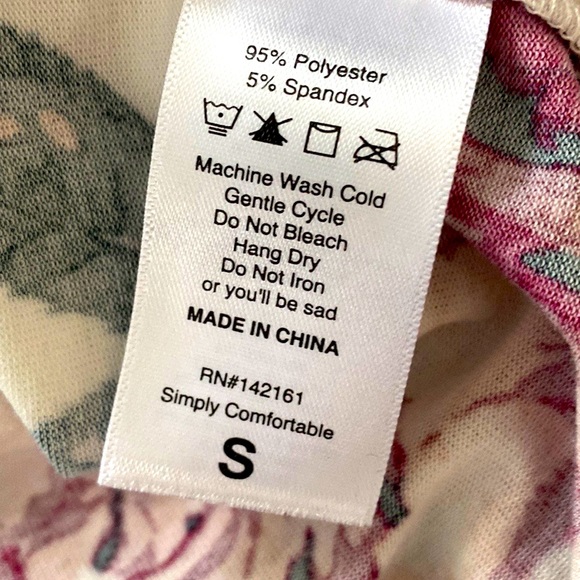 95% Polyester
5% Spandex
Machine Wash Cold
Gentle Cycle
Do Not Bleach
Hang Dry
Do Not Iron
or you'll be sad
MADE IN CHINA
RN#142161
Simply Comfortable
S